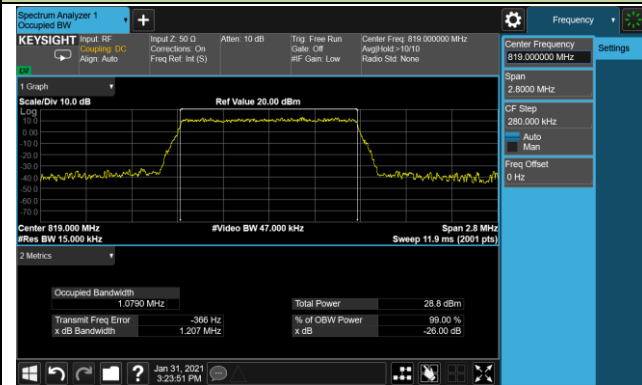 Spectrum Analyzer 1
Occupied BW
Frequency
KEYSIGHT
Input: RF
Coupling: DC
Align: Auto
Input Z: 50 Ω
Corrections: On
Freq Ref: Int (S)
Atten: 10 dB
Trig: Free Run
Gate: Off
#IF Gain: Low
Center Freq: 819.000000 MHz
Avg|Hold:>10/10
Radio Std: None
Center Frequency
819.000000 MHz
Settings
Span
2.8000 MHz
CF Step
280.000 kHz
Auto
Man
Freq Offset
0 Hz
1 Graph
Scale/Div 10.0 dB
Ref Value 20.00 dBm
Log
10.0
0.00
-10.0
-20.0
-30.0
-40.0
-50.0
-60.0
-70.0
Center 819.000 MHz
#Video BW 47.000 kHz
Span 2.8 MHz
#Res BW 15.000 kHz
Sweep 11.9 ms (2001 pts)
2 Metrics
Occupied Bandwidth
1.0790 MHz
Total Power 28.8 dBm
Transmit Freq Error -366 Hz
% of OBW Power 99.00 %
x dB Bandwidth 1.207 MHz
x dB -26.00 dB
?
Jan 31, 2021
3:23:51 PM